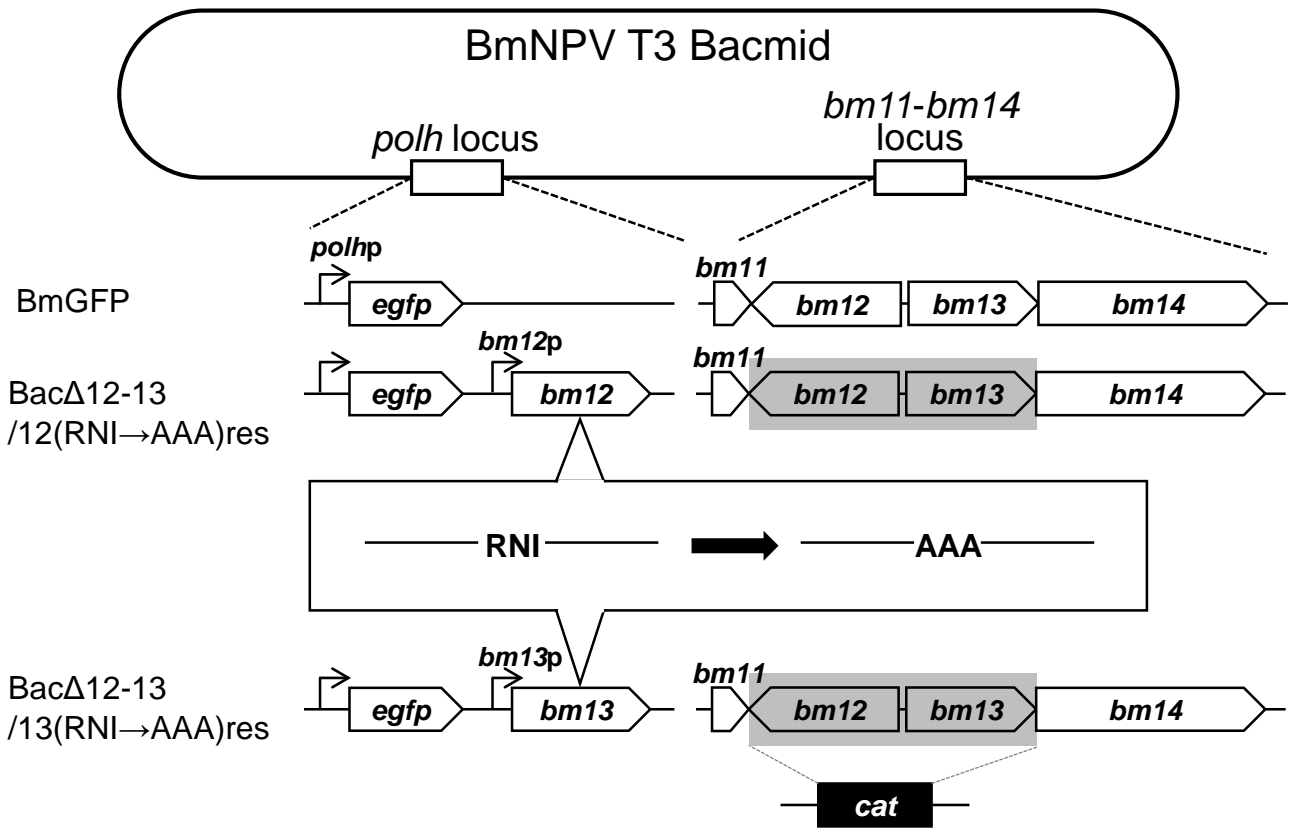 BmNPV T3 Bacmid
polh locus
bm11-bm14
locus
polhp
bm11
BmGFP
egfp
bm12
bm13
bm14
bm12p
bm11
BacΔ12-13
/12(RNI→AAA)res
egfp
bm12
bm12
bm13
bm14
RNI
AAA
bm13p
bm11
BacΔ12-13
/13(RNI→AAA)res
egfp
bm13
bm12
bm13
bm14
cat